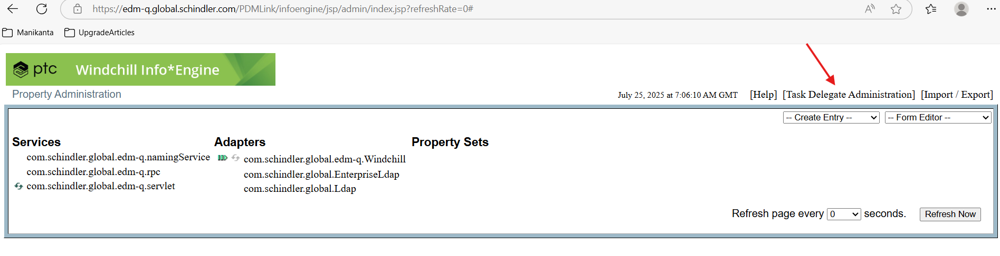 https://edm-q.global.schindler.com/PDMLink/infoengine/jsp/admin/index.jsp?refreshRate=0#
Manikanta UpgradeArticles
ptc Windchill Info*Engine
Property Administration July 25, 2025 at 7:06:10 AM GMT [Help] [Task Delegate Administration] [Import / Export]
-- Create Entry -- -- Form Editor --
Services Adapters Property Sets
com.schindler.global.edm-q.namingService com.schindler.global.edm-q.Windchill
com.schindler.global.edm-q.rpc com.schindler.global.EnterpriseLdap
com.schindler.global.edm-q.servlet com.schindler.global.Ldap
Refresh page every 0 seconds. Refresh Now